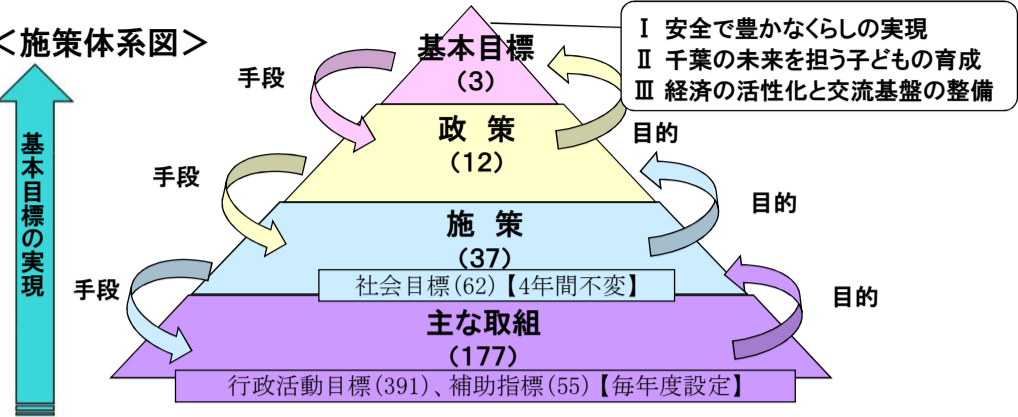 ＜施策体系図＞
基本目標の実現
基本目標
（3）
Ⅰ 安全で豊かなくらしの実現
Ⅱ 千葉の未来を担う子どもの育成
Ⅲ 経済の活性化と交流基盤の整備
手段
目的
政 策
（12）
手段
目的
施 策
（37）
社会目標（62）【4年間不変】
手段
目的
主な取組
（177）
行政活動目標（391）、補助指標（55）【毎年度設定】